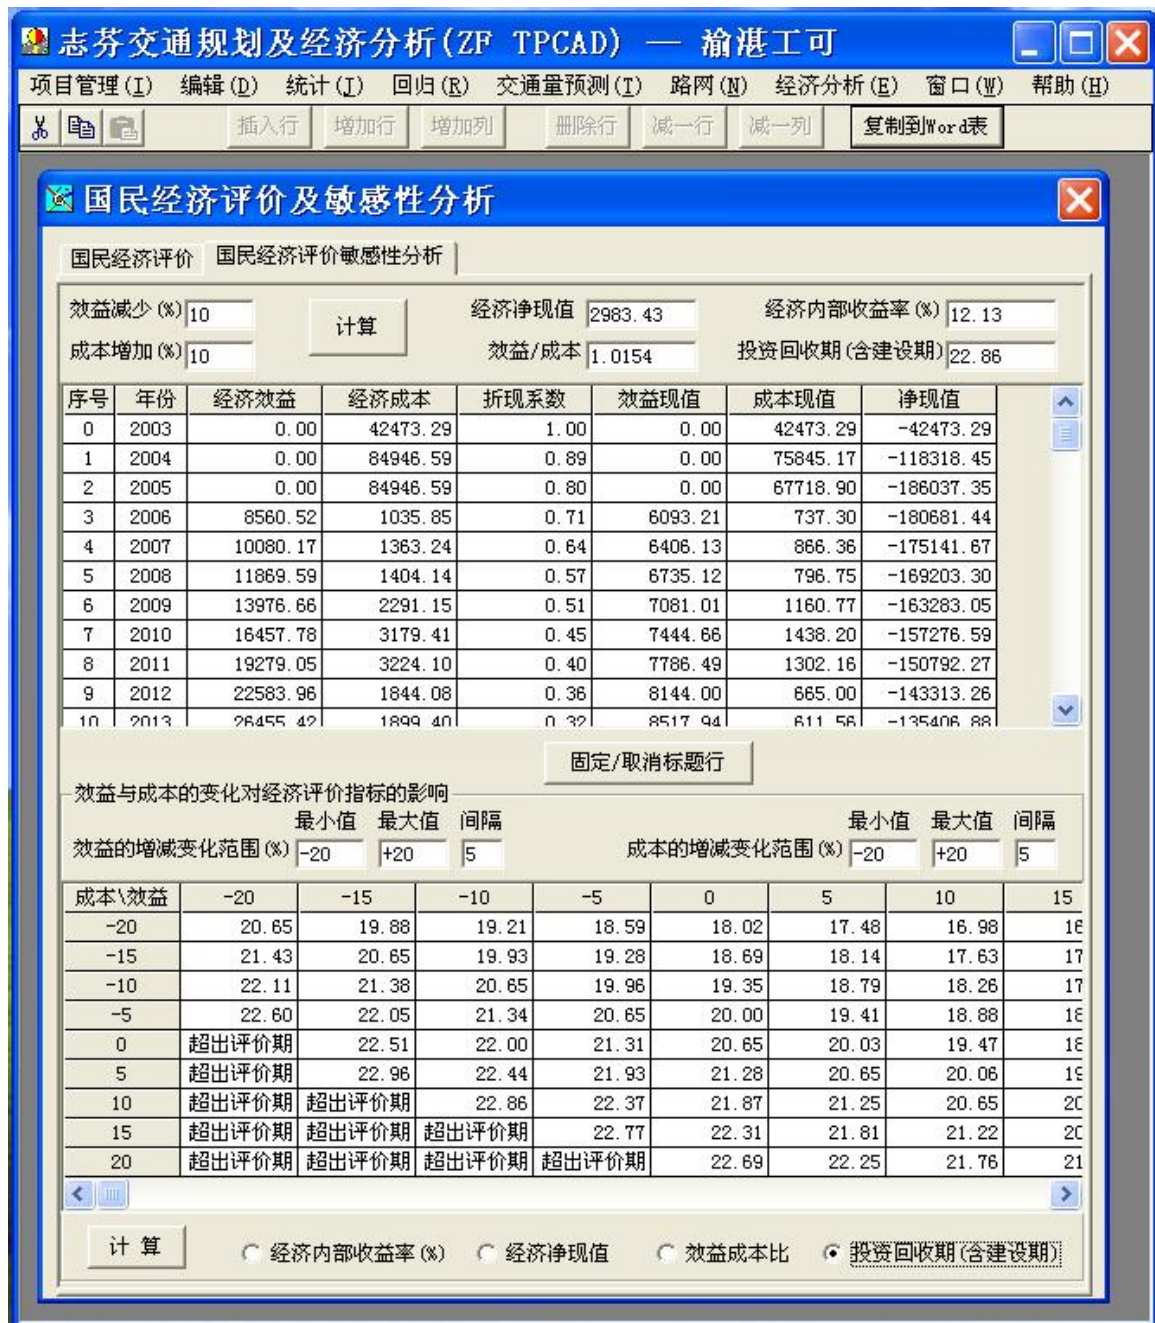 志芬交通规划及经济分析(ZF TPCAD) — 渝湛工可
项目管理(I) 编辑(D) 统计(J) 回归(R) 交通量预测(T) 路网(N) 经济分析(E) 窗口(W) 帮助(H)
插入行 增加行 增加列 删除行 减一行 减一列 复制到Word表
国民经济评价及敏感性分析
国民经济评价 国民经济评价敏感性分析
效益减少(%) 10 计算 经济净现值 2983.43 经济内部收益率(%) 12.13
成本增加(%) 10 效益/成本 1.0154 投资回收期(含建设期) 22.86
序号 年份 经济效益 经济成本 折现系数 效益现值 成本现值 净现值
0 2003 0.00 42473.29 1.00 0.00 42473.29 -42473.29
1 2004 0.00 84946.59 0.89 0.00 75845.17 -118318.45
2 2005 0.00 84946.59 0.80 0.00 67718.90 -186037.35
3 2006 8560.52 1035.85 0.71 6093.21 737.30 -180681.44
4 2007 10080.17 1363.24 0.64 6406.13 866.36 -175141.67
5 2008 11869.59 1404.14 0.57 6735.12 796.75 -169203.30
6 2009 13976.66 2291.15 0.51 7081.01 1160.77 -163283.05
7 2010 16457.78 3179.41 0.45 7444.66 1438.20 -157276.59
8 2011 19279.05 3224.10 0.40 7786.49 1302.16 -150792.27
9 2012 22583.96 1844.08 0.36 8144.00 665.00 -143313.26
10 2013 26455.42 1899.40 0.32 8517.94 611.56 -135406.88
固定/取消标题行
效益与成本的变化对经济评价指标的影响
最小值 最大值 间隔 最小值 最大值 间隔
效益的增减变化范围(%) -20 +20 5 成本的增减变化范围(%) -20 +20 5
成本\效益 -20 -15 -10 -5 0 5 10 15
-20 20.65 19.88 19.21 18.59 18.02 17.48 16.98 16
-15 21.43 20.65 19.93 19.28 18.69 18.14 17.63 17
-10 22.11 21.38 20.65 19.96 19.35 18.79 18.26 17
-5 22.60 22.05 21.34 20.65 20.00 19.41 18.88 18
0 超出评价期 22.51 22.00 21.31 20.65 20.03 19.47 18
5 超出评价期 22.96 22.44 21.93 21.28 20.65 20.06 19
10 超出评价期 超出评价期 22.86 22.37 21.87 21.25 20.65 20
15 超出评价期 超出评价期 超出评价期 22.77 22.31 21.81 21.22 20
20 超出评价期 超出评价期 超出评价期 超出评价期 22.69 22.25 21.76 21
计 算 经济内部收益率(%) 经济净现值 效益成本比 投资回收期(含建设期)